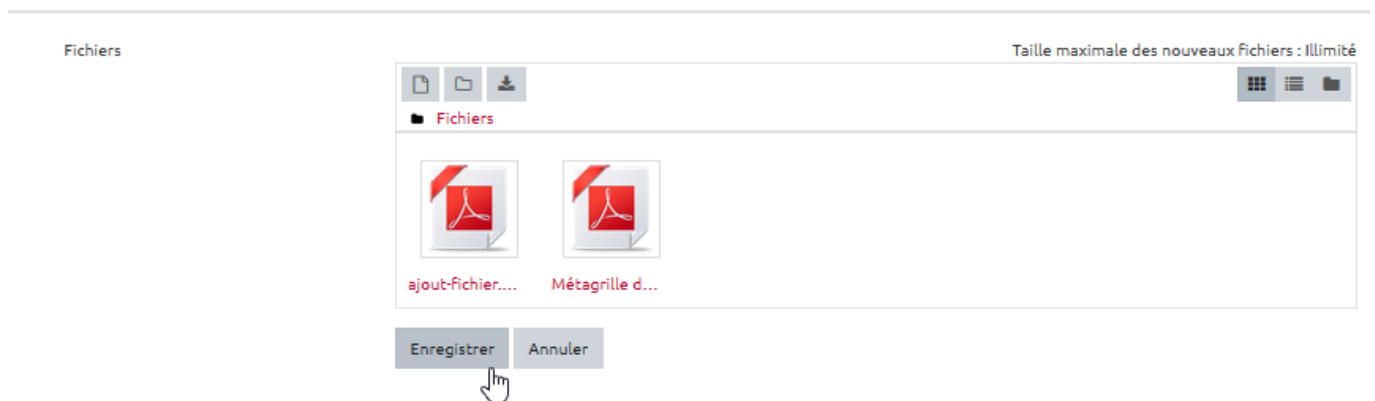 Fichiers
Taille maximale des nouveaux fichiers : Illimité
Fichiers
ajout-fichier....
Métagrille d...
Enregistrer
Annuler